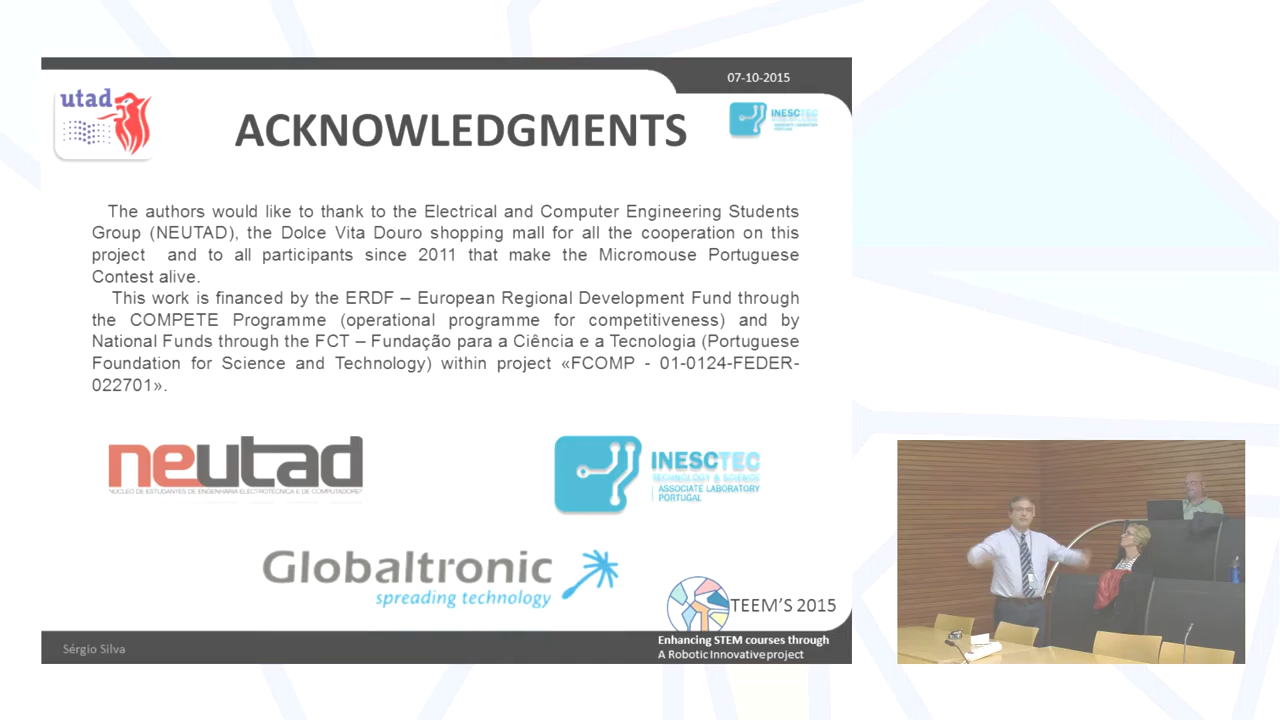 07-10-2015
utad
INESCTEC
ACKNOWLEDGMENTS
The authors would like to thank to the Electrical and Computer Engineering Students
Group (NEUTAD), the Dolce Vita Douro shopping mall for all the cooperation on this
project and to all participants since 2011 that make the Micromouse Portuguese
Contest alive.
This work is financed by the ERDF – European Regional Development Fund through
the COMPETE Programme (operational programme for competitiveness) and by
National Funds through the FCT – Fundação para a Ciência e a Tecnologia (Portuguese
Foundation for Science and Technology) within project «FCOMP - 01-0124-FEDER-
022701».
neutad
NÚCLEO DE ESTUDANTES DE ENGENHARIA ELECTROTÉCNICA E DE COMPUTADORES
INESCTEC
TECHNOLOGY & SCIENCE
ASSOCIATE LABORATORY
PORTUGAL
Globaltronic
spreading technology
TEEM'S 2015
Sérgio Silva
Enhancing STEM courses through
A Robotic Innovative project